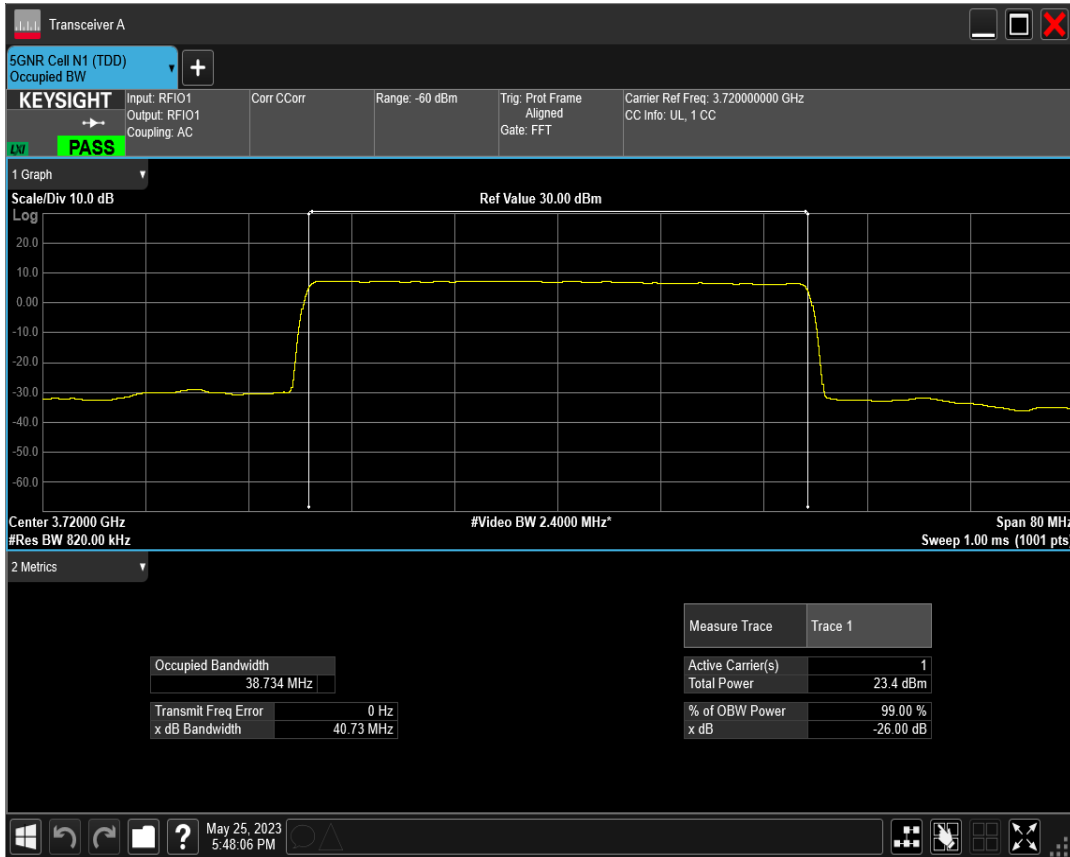 Transceiver A
5GNR Cell N1 (TDD)
Occupied BW
+
KEYSIGHT
LXI
PASS
Input: RFIO1
Output: RFIO1
Coupling: AC
Corr CCorr
Range: -60 dBm
Trig: Prot Frame
Aligned
Gate: FFT
Carrier Ref Freq: 3.720000000 GHz
CC Info: UL, 1 CC
1 Graph
Scale/Div 10.0 dB
Ref Value 30.00 dBm
Log
20.0
10.0
0.00
-10.0
-20.0
-30.0
-40.0
-50.0
-60.0
Center 3.72000 GHz
#Video BW 2.4000 MHz*
Span 80 MHz
#Res BW 820.00 kHz
Sweep 1.00 ms (1001 pts)
2 Metrics
Measure Trace Trace 1
Occupied Bandwidth
38.734 MHz
Active Carrier(s) 1
Total Power 23.4 dBm
Transmit Freq Error 0 Hz
x dB Bandwidth 40.73 MHz
% of OBW Power 99.00 %
x dB -26.00 dB
?
May 25, 2023
5:48:06 PM